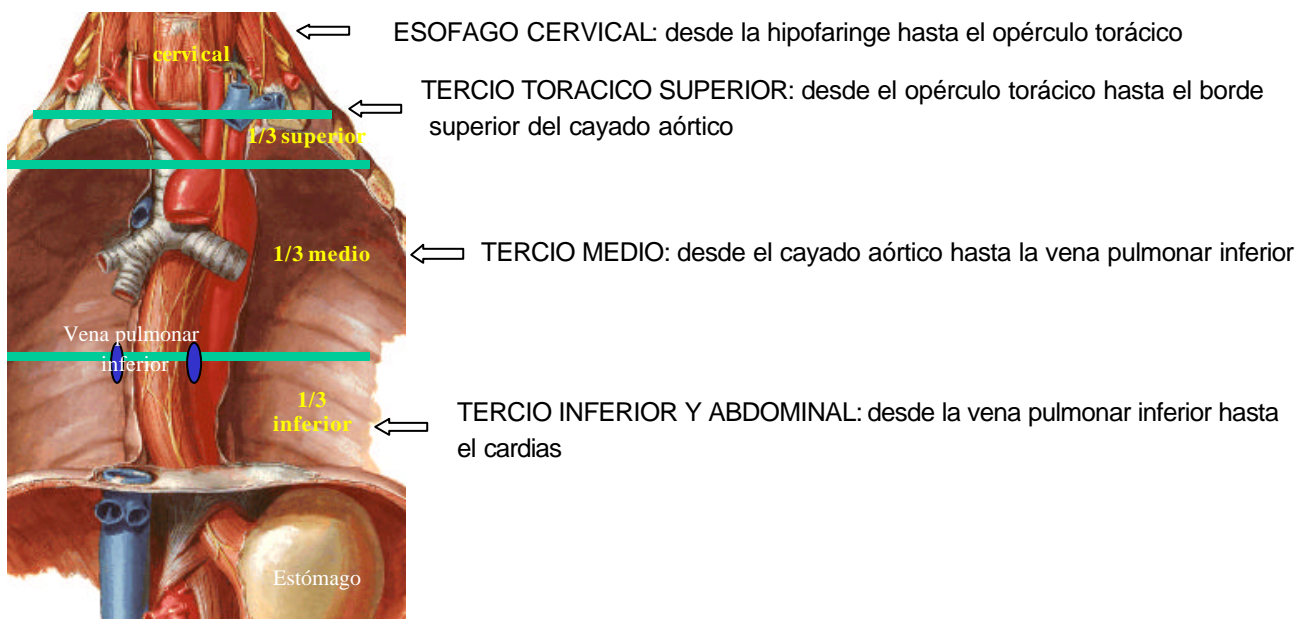 ESOFAGO CERVICAL: desde la hipofaringe hasta el opérculo torácico
cervical
TERCIO TORACICO SUPERIOR: desde el opérculo torácico hasta el borde
superior del cayado aórtico
1/3 superior
1/3 medio
TERCIO MEDIO: desde el cayado aórtico hasta la vena pulmonar inferior
Vena pulmonar
inferior
1/3
inferior
TERCIO INFERIOR Y ABDOMINAL: desde la vena pulmonar inferior hasta
el cardias
Estómago